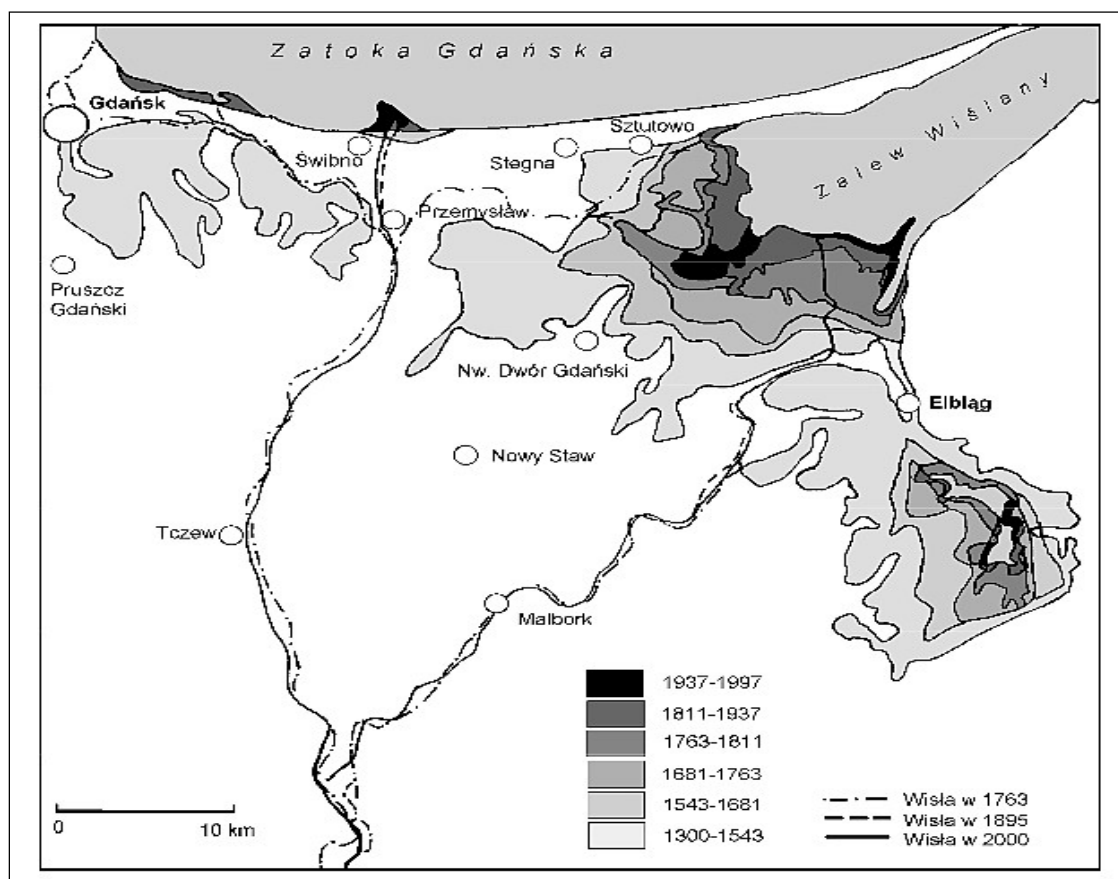 Zatoka Gdańska
Gdańsk
Zalew Wiślany
Sztutowo
Świbno
Stegna
Przemysław
Pruszcz
Gdański
Nw. Dwór Gdański
Elbląg
Nowy Staw
Tczew
Malbork
1937-1997
1811-1937
1763-1811
1681-1763
1543-1681
1300-1543
Wisła w 1763
Wisła w 1895
Wisła w 2000
0
10 km